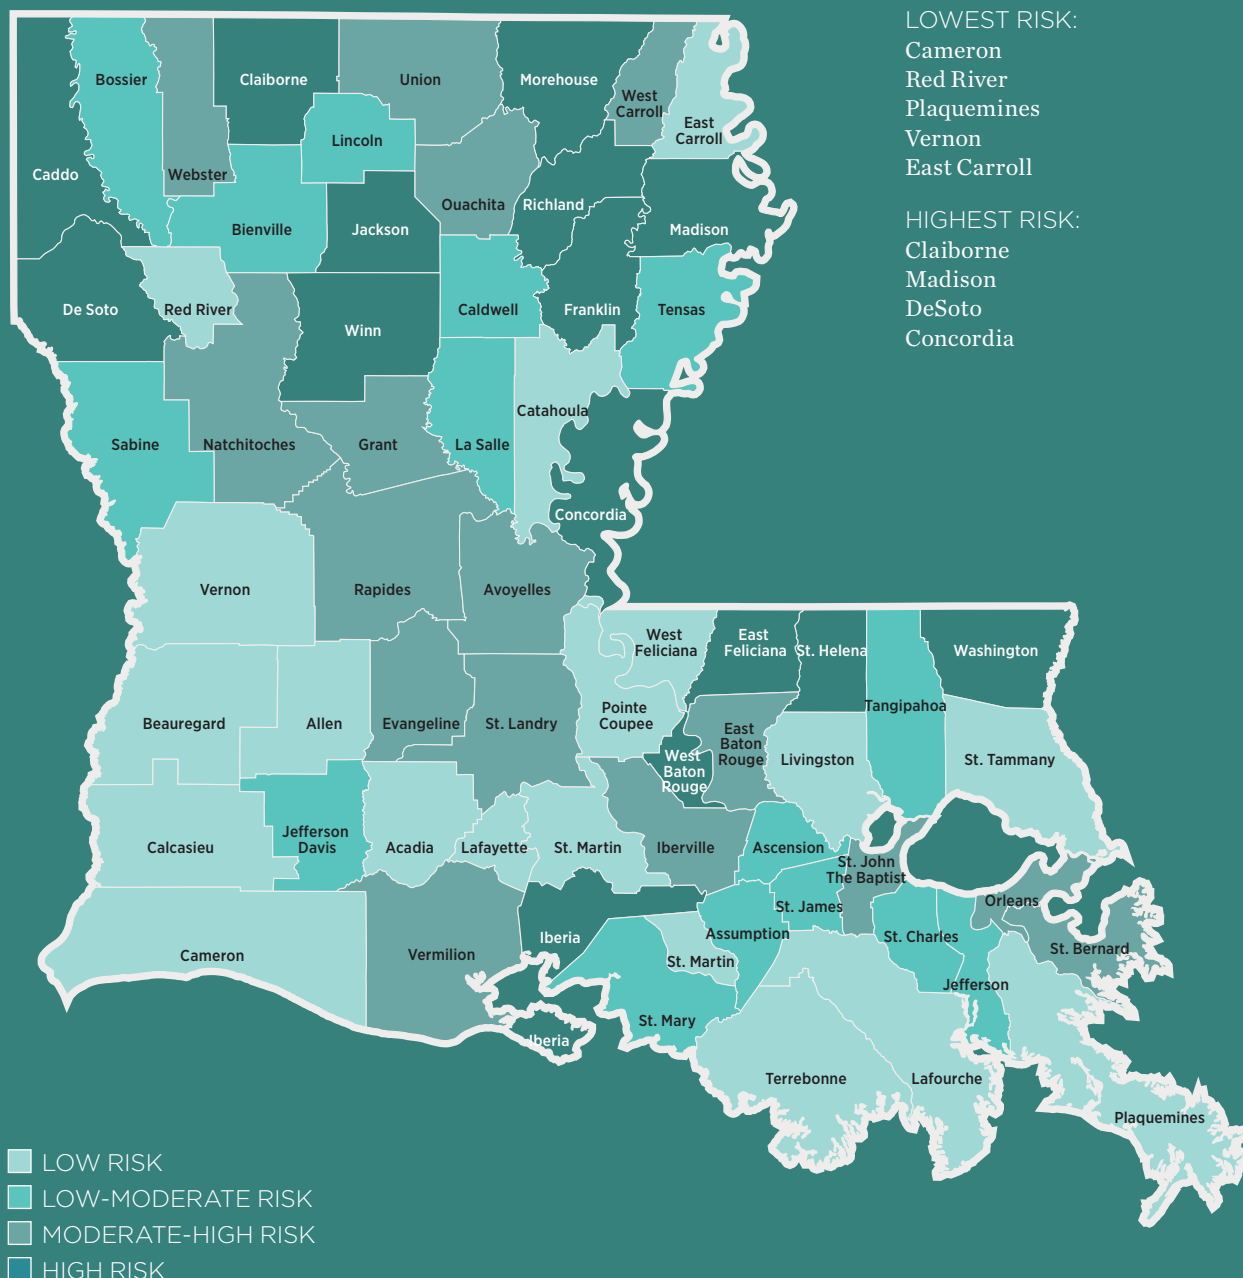 LOWEST RISK:
Cameron
Red River
Plaquemines
Vernon
East Carroll
HIGHEST RISK:
Claiborne
Madison
DeSoto
Concordia
Bossier
Claiborne
Union
Morehouse
West
Carroll
East
Carroll
Lincoln
Caddo
Webster
Ouachita
Richland
Bienville
Jackson
Madison
De Soto
Red River
Winn
Caldwell
Franklin
Tensas
Catahoula
Sabine
Natchitoches
Grant
La Salle
Concordia
Vernon
Rapides
Avoyelles
West
Feliciana
East
Feliciana
St. Helena
Washington
Tangipahoa
Beauregard
Allen
Evangeline
St. Landry
Pointe
Coupee
East
Baton
Rouge
West
Baton
Rouge
Livingston
St. Tammany
Calcasieu
Jefferson
Davis
Acadia
Lafayette
St. Martin
Iberville
Ascension
St. John
The Baptist
St. James
Orleans
Cameron
Vermilion
Iberia
Assumption
St. Charles
St. Bernard
St. Martin
Jefferson
St. Mary
Iberia
Terrebonne
Lafourche
Plaquemines
LOW RISK
LOW-MODERATE RISK
MODERATE-HIGH RISK
HIGH RISK